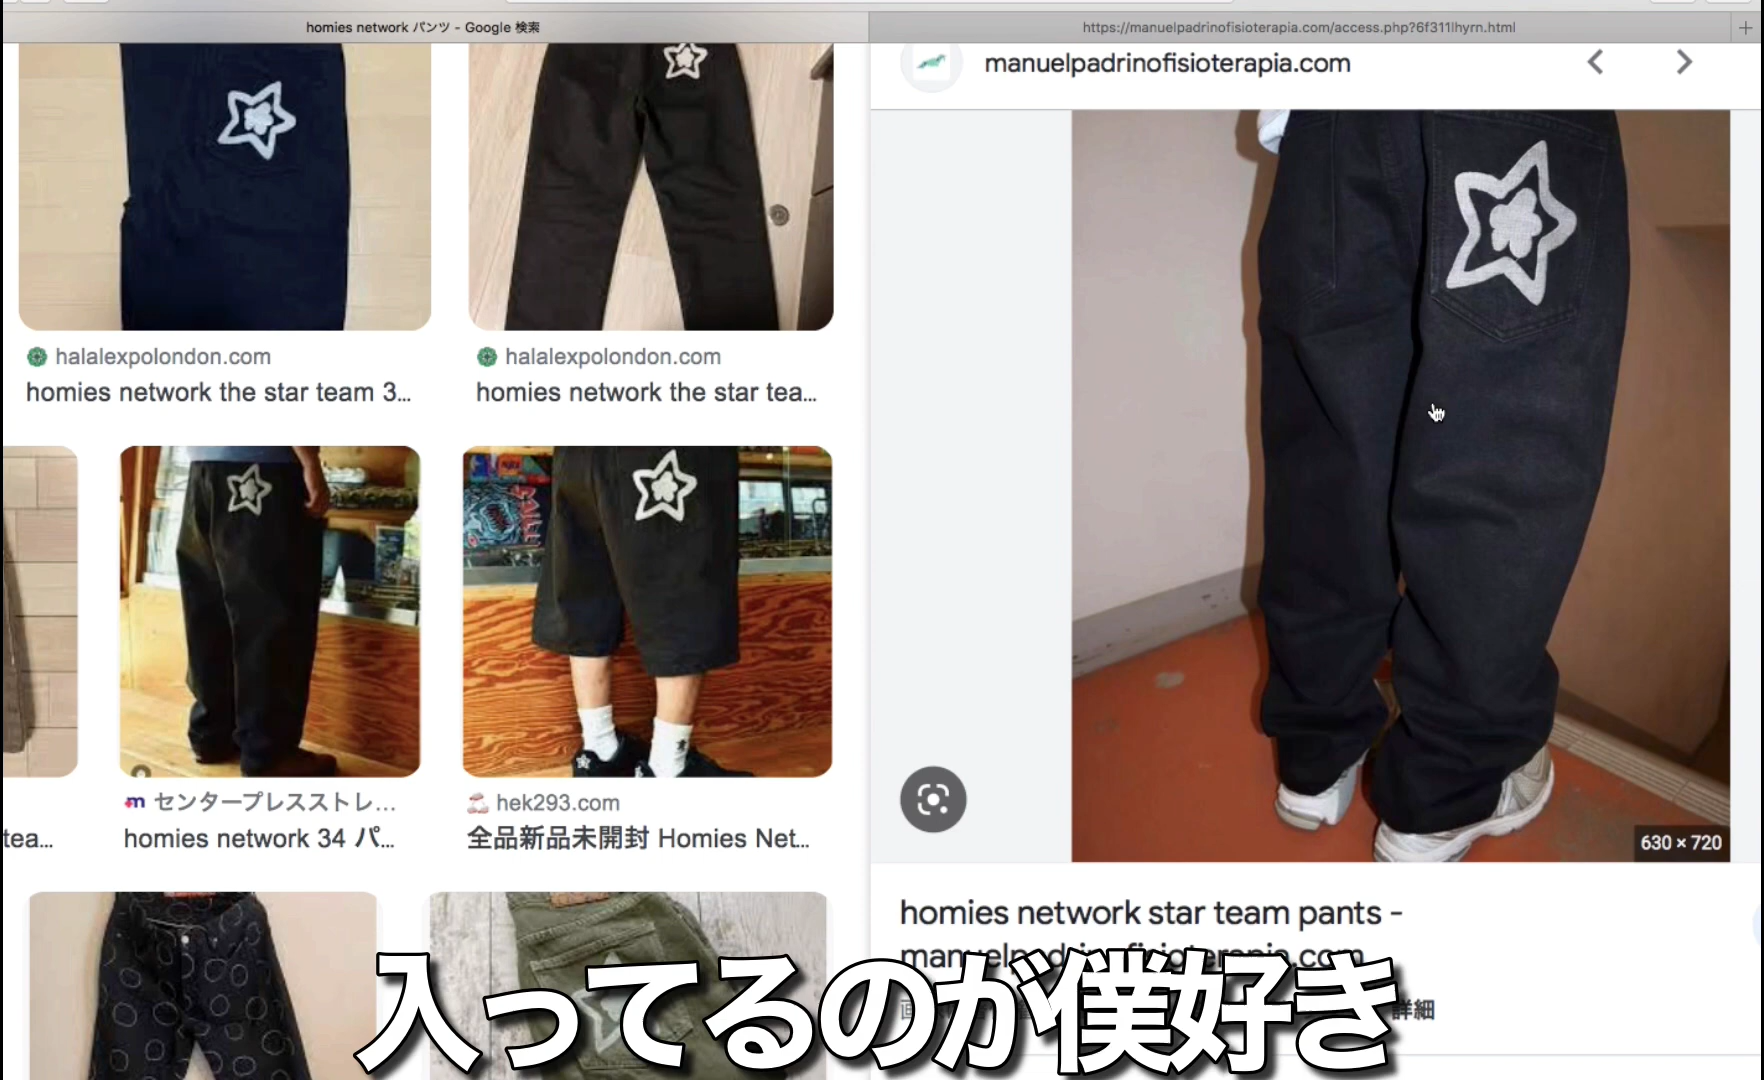 homies network パンツ - Google 検索
https://manuelpadrinofisioterapia.com/access.php?6f311lhyrn.html
manuelpadrinofisioterapia.com
halalexpolondon.com
homies network the star team 3...
halalexpolondon.com
homies network the star tea...
630 × 720
tea...
センタープレスストレ...
homies network 34 パ...
hek293.com
全品新品未開封 Homies Net...
homies network star team pants -
manuelpadrinofisioterapia.com
詳細
入ってるのが僕好き